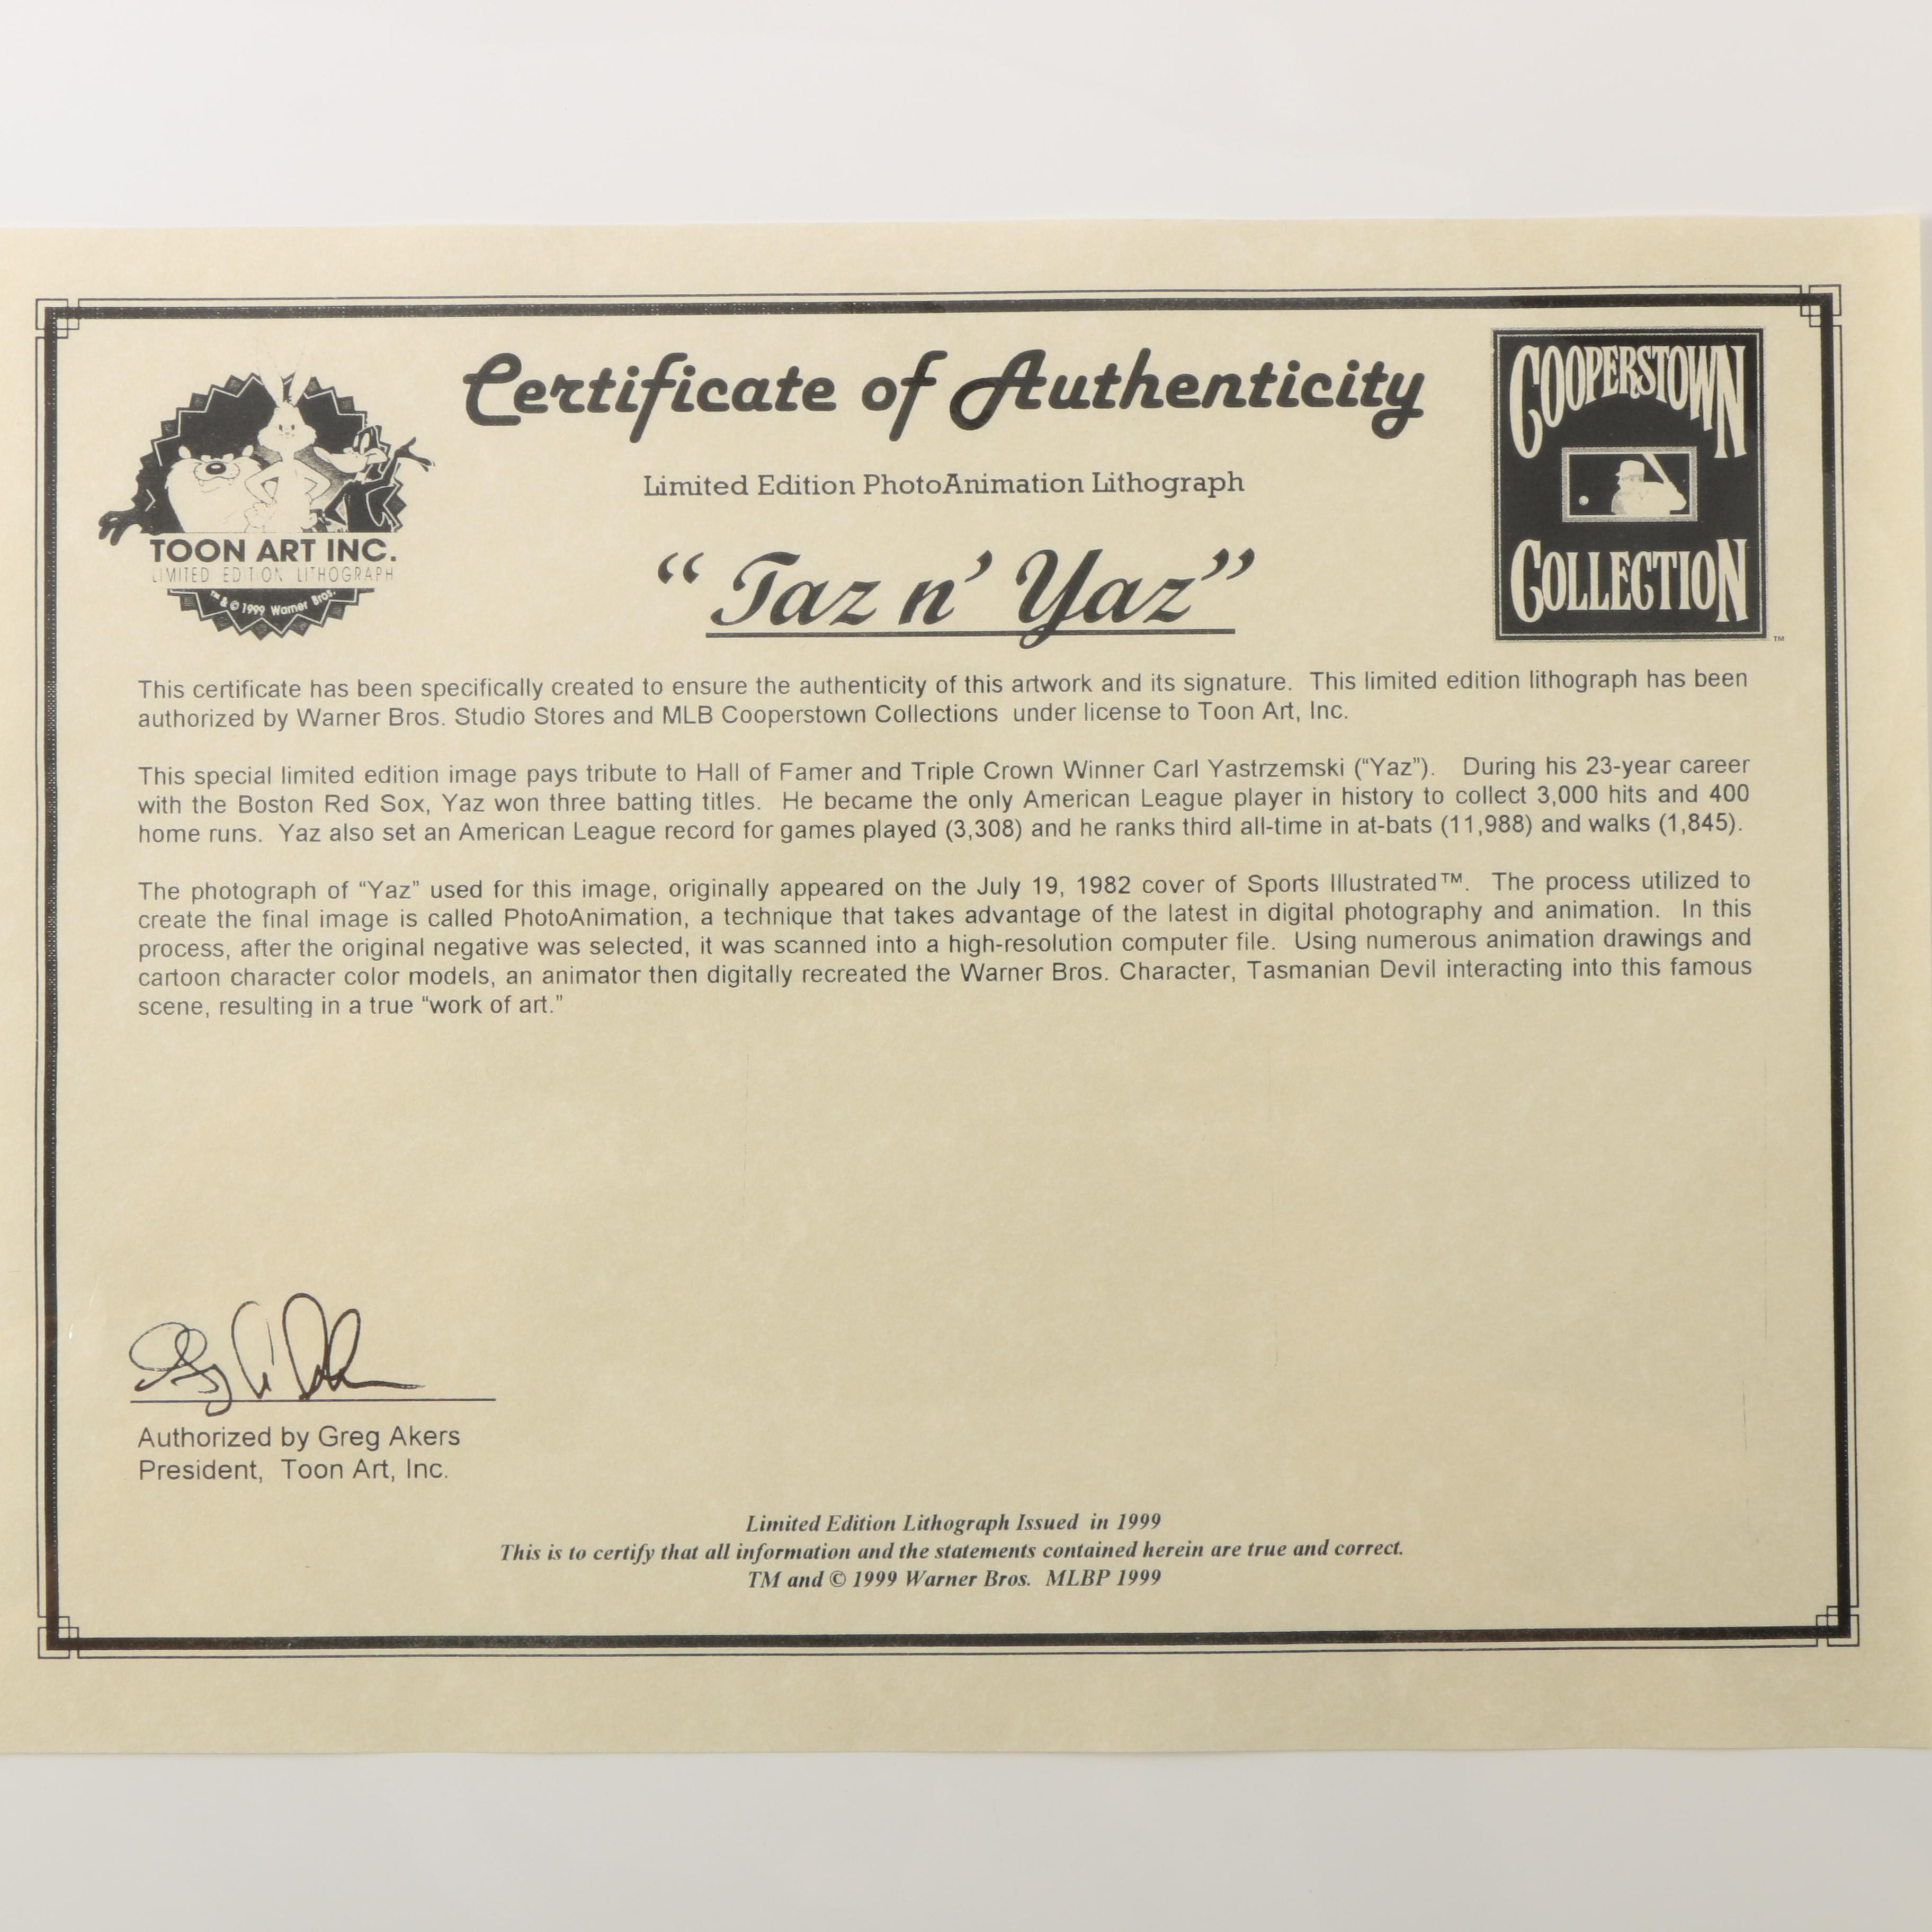 Certificate of Authenticity
Limited Edition PhotoAnimation Lithograph
“Taz n’ Yaz”
TOON ART INC.
LIMITED EDITION LITHOGRAPH
™ & © 1999 Warner Bros.
COOPERSTOWN
COLLECTION
™
This certificate has been specifically created to ensure the authenticity of this artwork and its signature. This limited edition lithograph has been
authorized by Warner Bros. Studio Stores and MLB Cooperstown Collections under license to Toon Art, Inc.
This special limited edition image pays tribute to Hall of Famer and Triple Crown Winner Carl Yastrzemski (“Yaz”). During his 23-year career
with the Boston Red Sox, Yaz won three batting titles. He became the only American League player in history to collect 3,000 hits and 400
home runs. Yaz also set an American League record for games played (3,308) and he ranks third all-time in at-bats (11,988) and walks (1,845).
The photograph of “Yaz” used for this image, originally appeared on the July 19, 1982 cover of Sports Illustrated™. The process utilized to
create the final image is called PhotoAnimation, a technique that takes advantage of the latest in digital photography and animation. In this
process, after the original negative was selected, it was scanned into a high-resolution computer file. Using numerous animation drawings and
cartoon character color models, an animator then digitally recreated the Warner Bros. Character, Tasmanian Devil interacting into this famous
scene, resulting in a true “work of art.”
Authorized by Greg Akers
President, Toon Art, Inc.
Limited Edition Lithograph Issued in 1999
This is to certify that all information and the statements contained herein are true and correct.
TM and © 1999 Warner Bros. MLBP 1999